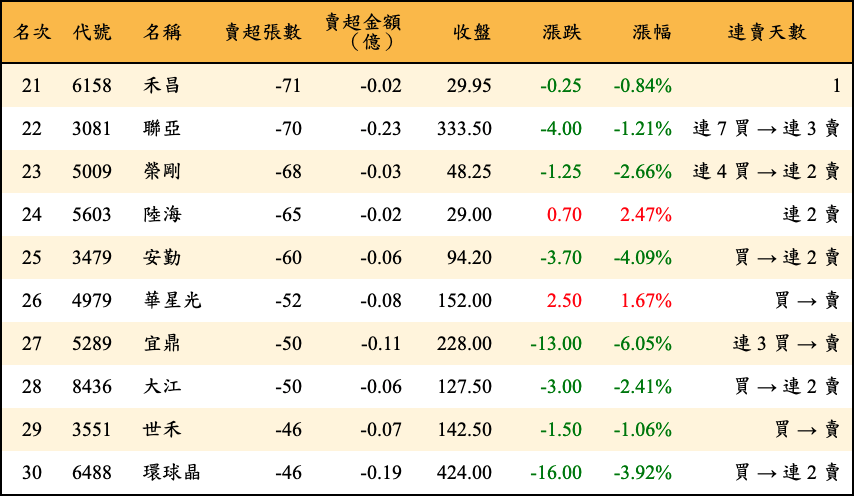 名次 代號 名稱 賣超張數 賣超金額(億) 收盤 漲跌 漲幅 連賣天數
21 6158 禾昌 -71 -0.02 29.95 -0.25 -0.84% 1
22 3081 聯亞 -70 -0.23 333.50 -4.00 -1.21% 連 7 買 → 連 3 賣
23 5009 榮剛 -68 -0.03 48.25 -1.25 -2.66% 連 4 買 → 連 2 賣
24 5603 陸海 -65 -0.02 29.00 0.70 2.47% 連 2 賣
25 3479 安勤 -60 -0.06 94.20 -3.70 -4.09% 買 → 連 2 賣
26 4979 華星光 -52 -0.08 152.00 2.50 1.67% 買 → 賣
27 5289 宜鼎 -50 -0.11 228.00 -13.00 -6.05% 連 3 買 → 賣
28 8436 大江 -50 -0.06 127.50 -3.00 -2.41% 買 → 連 2 賣
29 3551 世禾 -46 -0.07 142.50 -1.50 -1.06% 買 → 賣
30 6488 環球晶 -46 -0.19 424.00 -16.00 -3.92% 買 → 連 2 賣